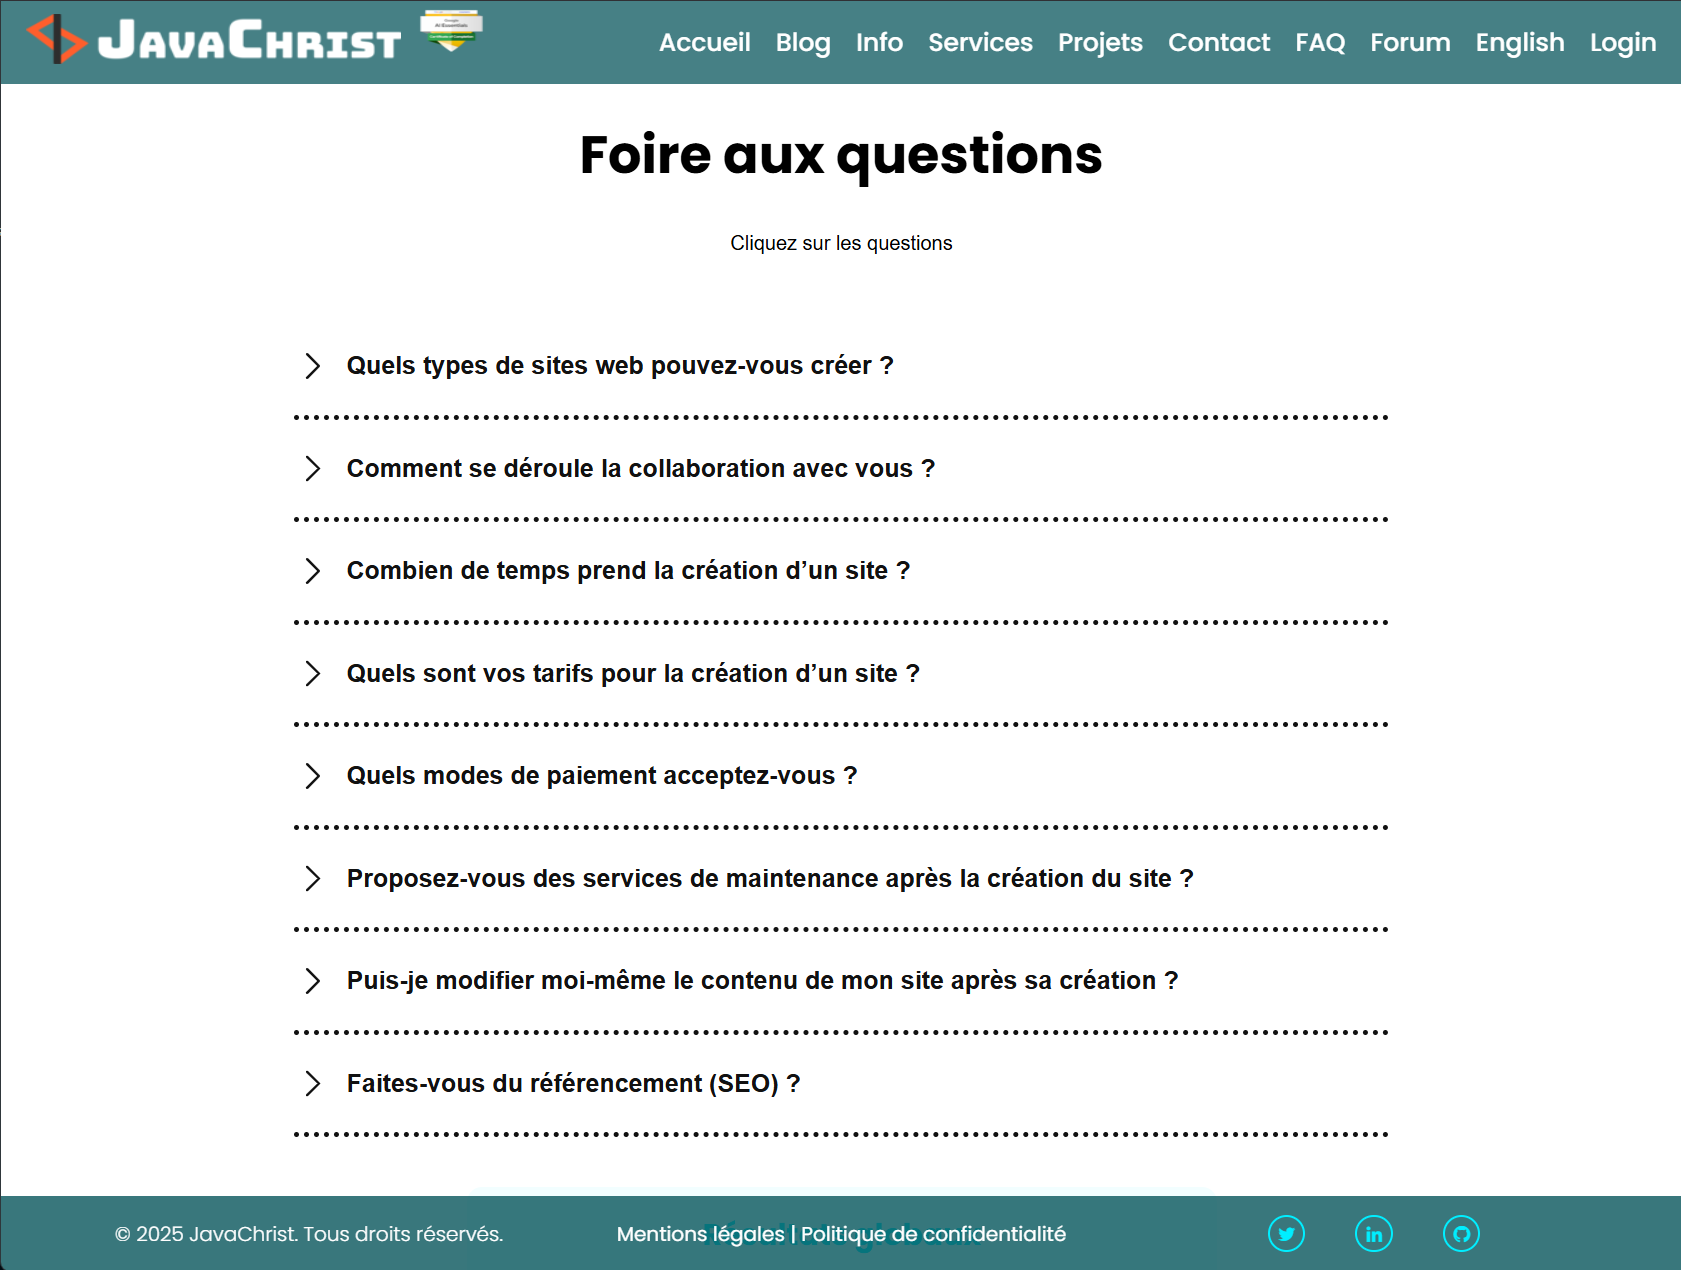 JavaChrist
AI Essentials
Accueil Blog Info Services Projets Contact FAQ Forum English Login
Foire aux questions
Cliquez sur les questions
Quels types de sites web pouvez-vous créer ?
Comment se déroule la collaboration avec vous ?
Combien de temps prend la création d’un site ?
Quels sont vos tarifs pour la création d’un site ?
Quels modes de paiement acceptez-vous ?
Proposez-vous des services de maintenance après la création du site ?
Puis-je modifier moi-même le contenu de mon site après sa création ?
Faites-vous du référencement (SEO) ?
© 2025 JavaChrist. Tous droits réservés.
Mentions légales | Politique de confidentialité
in